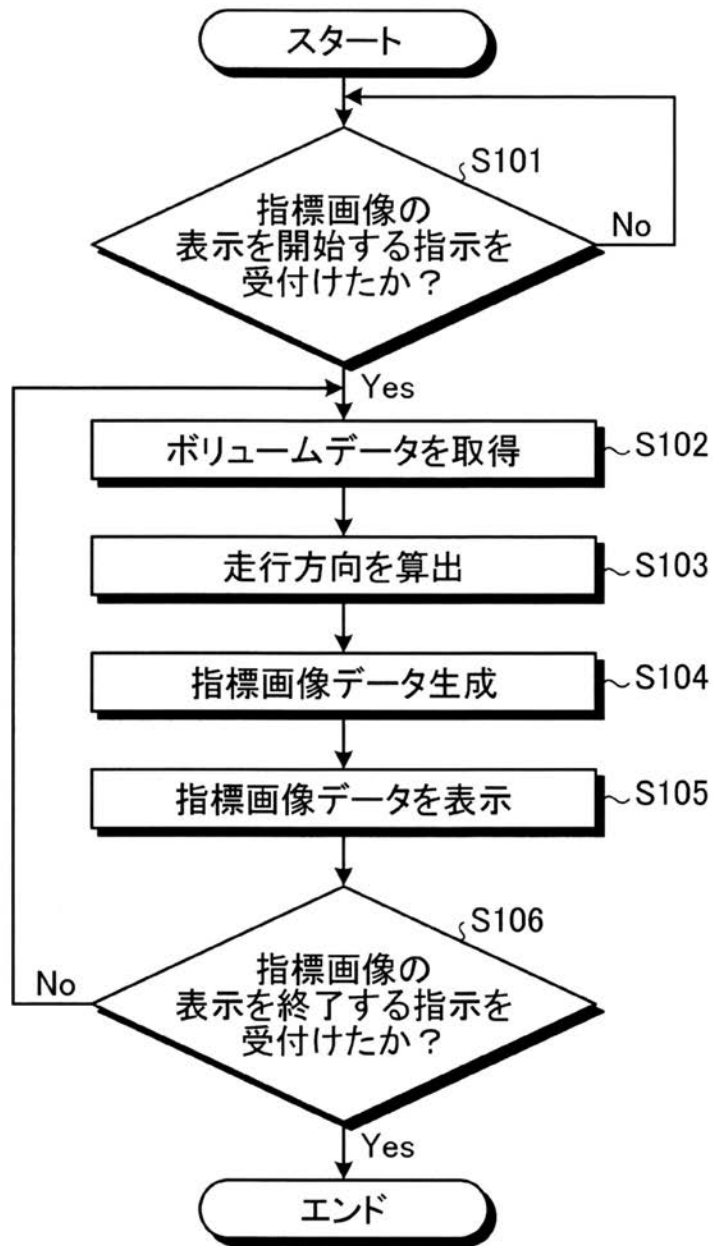 スタート
S101
指標画像の
表示を開始する指示を
受付けたか？
No
Yes
ボリュームデータを取得
S102
走行方向を算出
S103
指標画像データ生成
S104
指標画像データを表示
S105
S106
指標画像の
表示を終了する指示を
受付けたか？
No
Yes
エンド